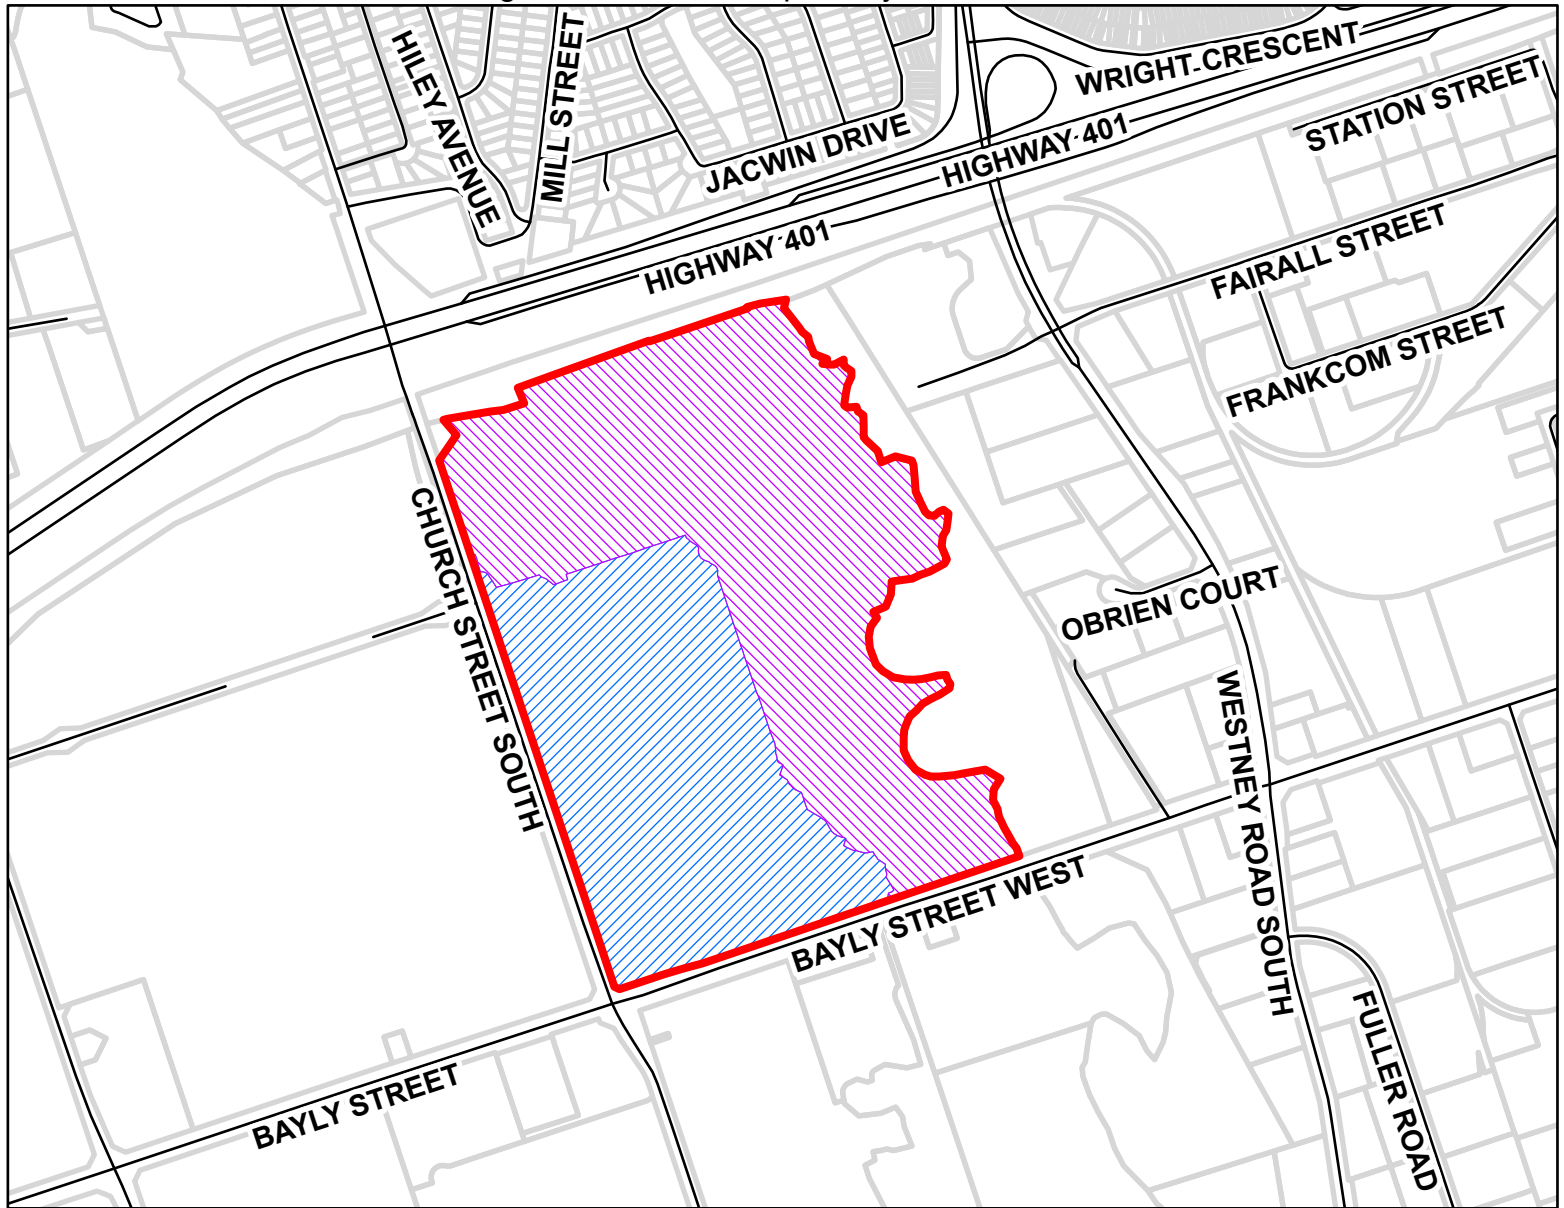 HILEY AVENUE
MILL STREET
JACWIN DRIVE
WRIGHT CRESCENT
STATION STREET
HIGHWAY 401
HIGHWAY 401
FAIRALL STREET
FRANKCOM STREET
CHURCH STREET SOUTH
OBRIEN COURT
WESTNEY ROAD SOUTH
BAYLY STREET WEST
FULLER ROAD
BAYLY STREET